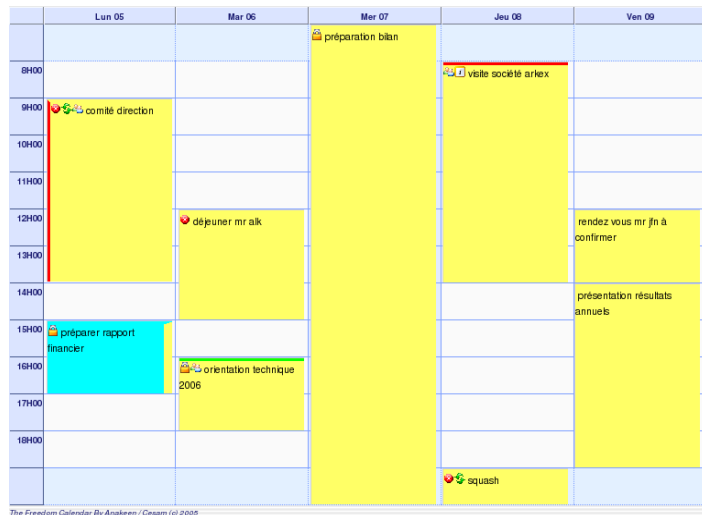 Lun 05 Mar 06 Mer 07 Jeu 08 Ven 09
préparation bilan
8H00
visite société arkex
9H00
comité direction
10H00
11H00
12H00
déjeuner mr alk
rendez vous mr jfn à
confirmer
13H00
14H00
présentation résultats
annuels
15H00
préparer rapport
financier
16H00
orientation technique
2006
17H00
18H00
squash
The Freedom Calendar By Anakeen / Cesam (c) 2005